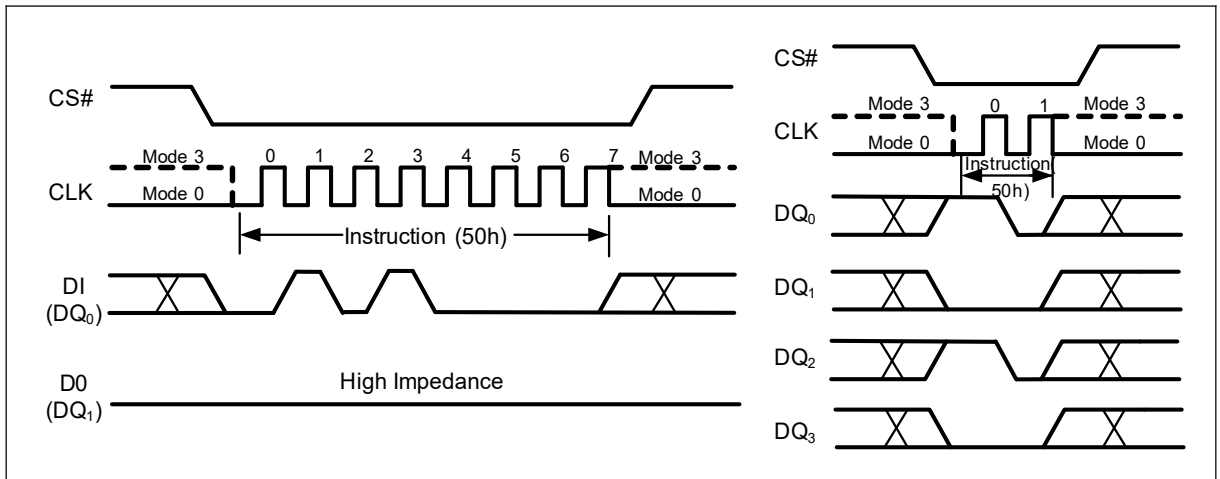 CS#
Mode 3 0 1 2 3 4 5 6 7 Mode 3
CLK
Mode 0 Mode 0
Instruction (50h)
DI
(DQ0)
D0
(DQ1)
High Impedance
CS#
Mode 3 0 1 Mode 3
CLK
Mode 0 Mode 0
Instruction(
50h)
DQ0
DQ1
DQ2
DQ3